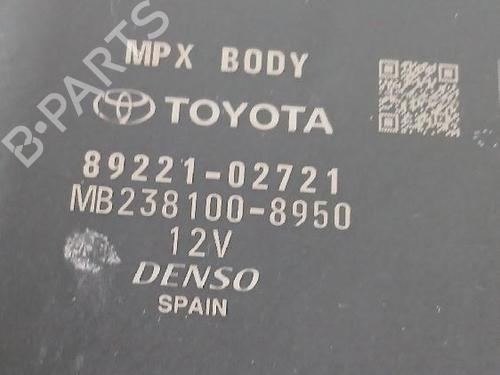 B-PARTS
MPX BODY
TOYOTA
89221-02721
MB238100-8950
12V
DENSO
SPAIN